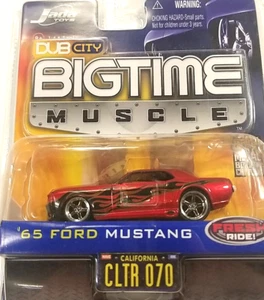 Jada
TOYS
WARNING:
CHOKING HAZARD-Small parts.
Not for children under 3 years.
DUB CITY
BIGTIME
MUSCLE
'65 FORD MUSTANG
FRESH
RIDE!
CALIFORNIA
CLTR 070